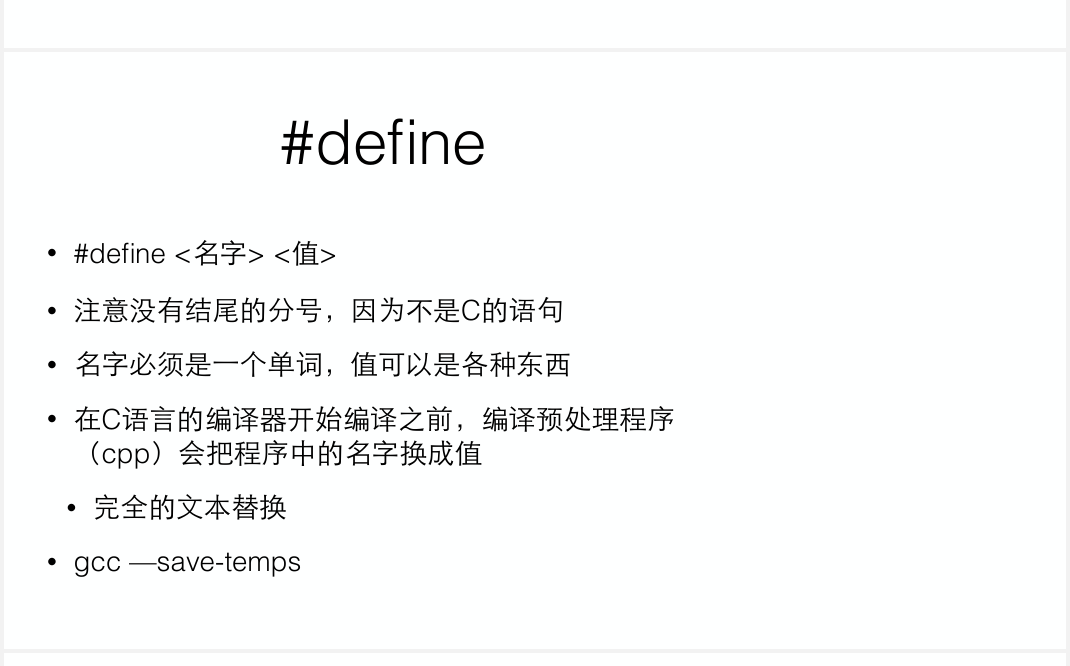 #define
• #define <名字> <值>
• 注意没有结尾的分号，因为不是C的语句
• 名字必须是一个单词，值可以是各种东西
• 在C语言的编译器开始编译之前，编译预处理程序
（cpp）会把程序中的名字换成值
• 完全的文本替换
• gcc —save-temps